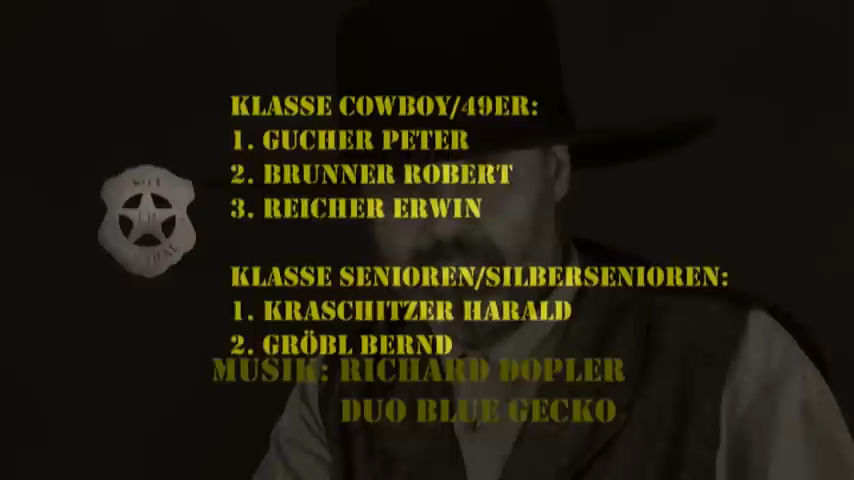 KLASSE COWBOY/49ER:
1. GUCHER PETER
2. BRUNNER ROBERT
3. REICHER ERWIN
KLASSE SENIOREN/SILBERSENIOREN:
1. KRASCHITZER HARALD
2. GRÖBL BERND
MUSIK: RICHARD DOPLER
DUO BLUE GECKO